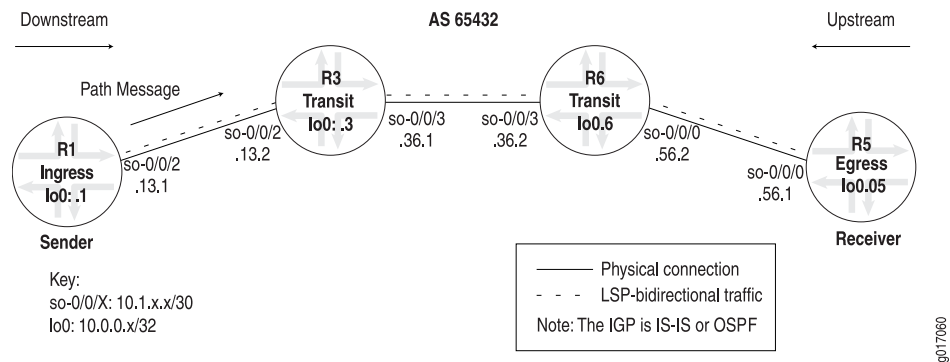 Downstream
AS 65432
Upstream
Path Message
R3
Transit
lo0: .3
R6
Transit
lo0.6
so-0/0/2
.13.2
so-0/0/3
.36.1
so-0/0/3
.36.2
so-0/0/0
.56.2
R1
Ingress
lo0: .1
so-0/0/2
.13.1
so-0/0/0
.56.1
R5
Egress
lo0.05
Sender
Receiver
Key:
so-0/0/X: 10.1.x.x/30
lo0: 10.0.0.x/32
Physical connection
LSP-bidirectional traffic
Note: The IGP is IS-IS or OSPF
g017060